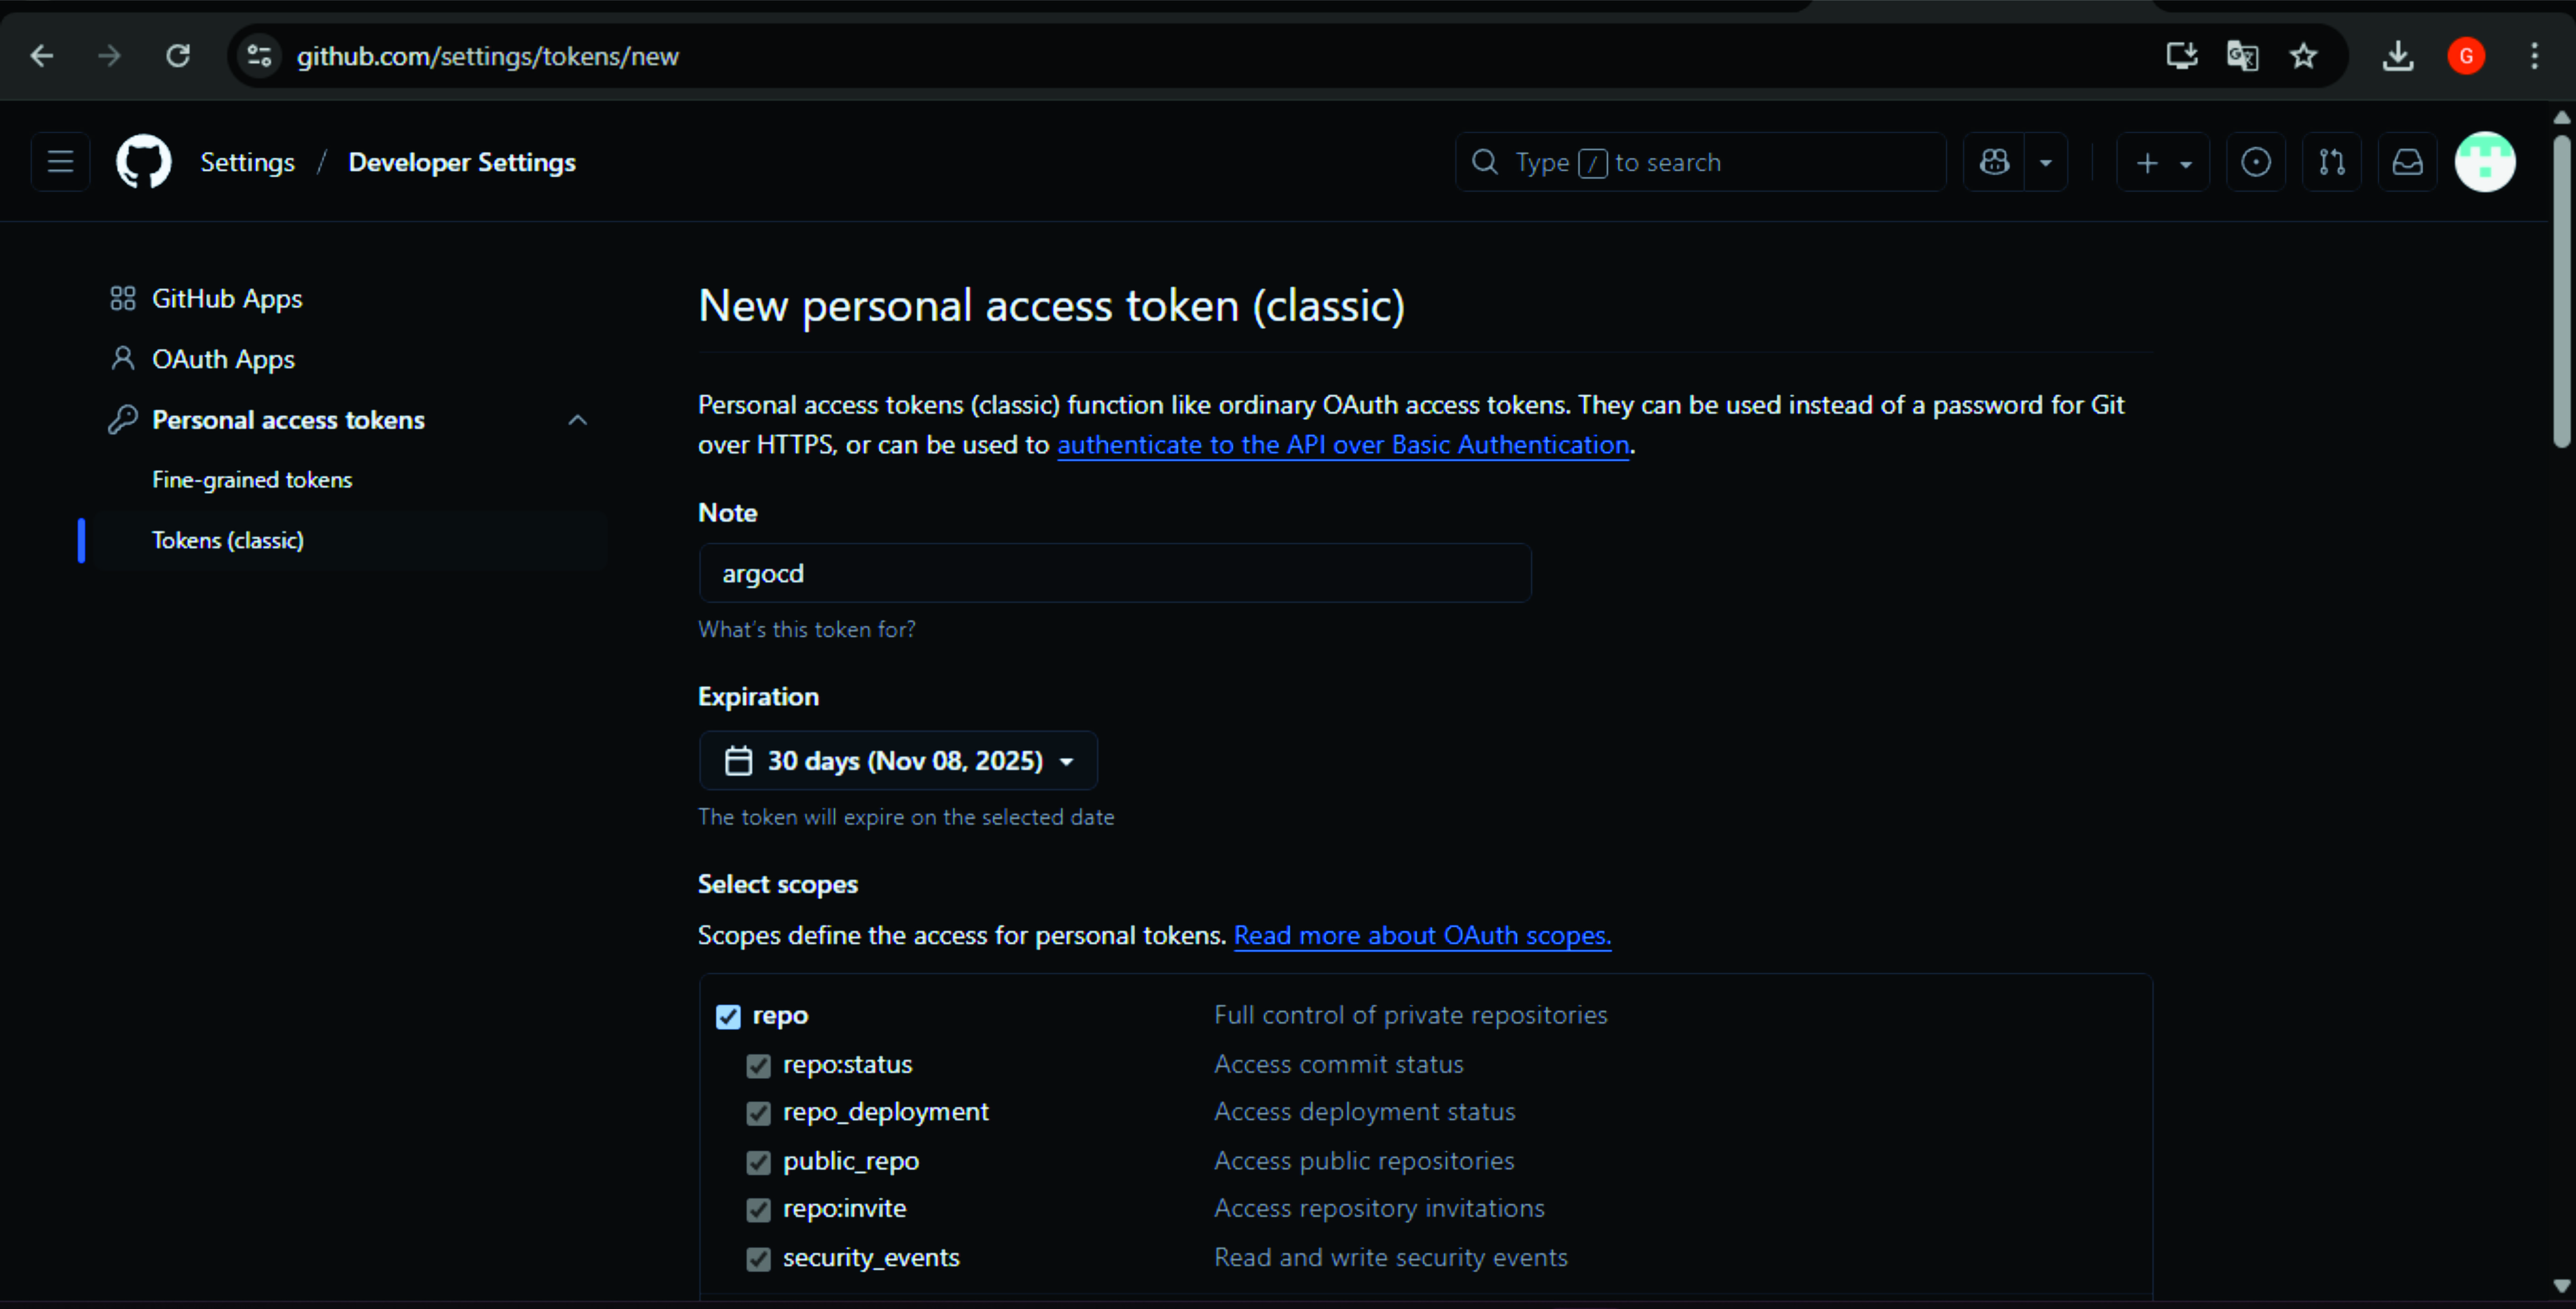 github.com/settings/tokens/new
G
Settings / Developer Settings
Type / to search
GitHub Apps
OAuth Apps
Personal access tokens
Fine-grained tokens
Tokens (classic)
New personal access token (classic)
Personal access tokens (classic) function like ordinary OAuth access tokens. They can be used instead of a password for Git
over HTTPS, or can be used to authenticate to the API over Basic Authentication.
Note
argocd
What's this token for?
Expiration
30 days (Nov 08, 2025)
The token will expire on the selected date
Select scopes
Scopes define the access for personal tokens. Read more about OAuth scopes.
repo Full control of private repositories
repo:status Access commit status
repo_deployment Access deployment status
public_repo Access public repositories
repo:invite Access repository invitations
security_events Read and write security events